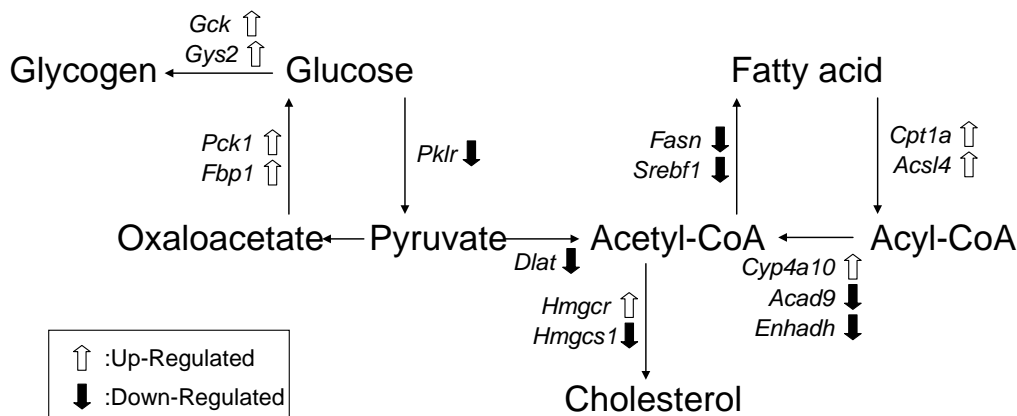 Gck
Gys2
Glycogen
Glucose
Fatty acid
Pck1
Fbp1
Pklr
Fasn
Srebf1
Cpt1a
Acsl4
Oxaloacetate
Pyruvate
Acetyl-CoA
Acyl-CoA
Dlat
Cyp4a10
Acad9
Enhadh
Hmgcr
Hmgcs1
Cholesterol
:Up-Regulated
:Down-Regulated